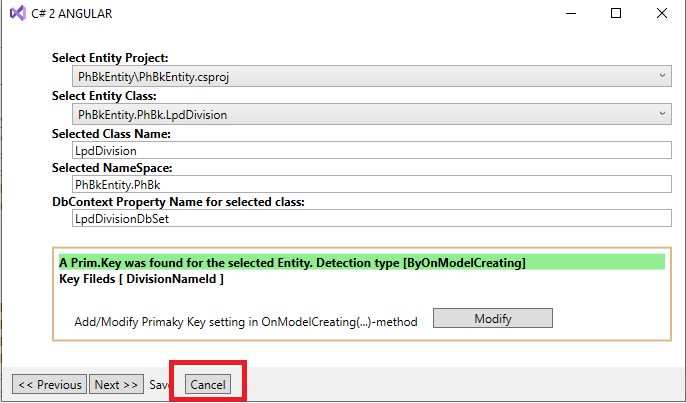 C# 2 ANGULAR
Select Entity Project:
PhBkEntity\PhBkEntity.csproj
Select Entity Class:
PhBkEntity.PhBk.LpdDivision
Selected Class Name:
LpdDivision
Selected NameSpace:
PhBkEntity.PhBk
DbContext Property Name for selected class:
LpdDivisionDbSet
A Prim.Key was found for the selected Entity. Detection type [ByOnModelCreating]
Key Fileds [ DivisionNameId ]
Add/Modify Primaky Key setting in OnModelCreating(...)-method Modify
<< Previous Next >> Save Cancel